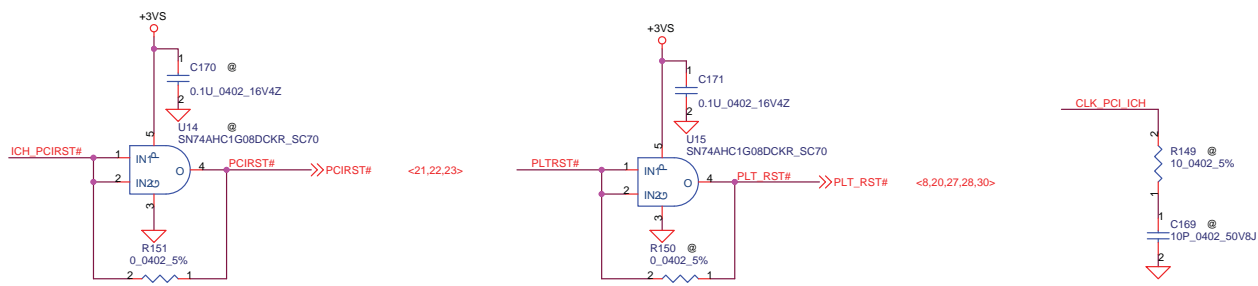 +3VS
1
C170 @
0.1U_0402_16V4Z
2
U14 @
SN74AHC1G08DCKR_SC70
5
ICH_PCIRST#
1
IN1
P
2
IN2
G
O
4
PCIRST#
PCIRST#
<21,22,23>
3
R151
0_0402_5%
2
1
+3VS
1
C171
0.1U_0402_16V4Z
2
U15
SN74AHC1G08DCKR_SC70
5
PLTRST#
1
IN1
P
2
IN2
G
O
4
PLT_RST#
PLT_RST#
<8,20,27,28,30>
3
R150 @
0_0402_5%
2
1
CLK_PCI_ICH
2
R149 @
10_0402_5%
1
1
C169 @
10P_0402_50V8J
2